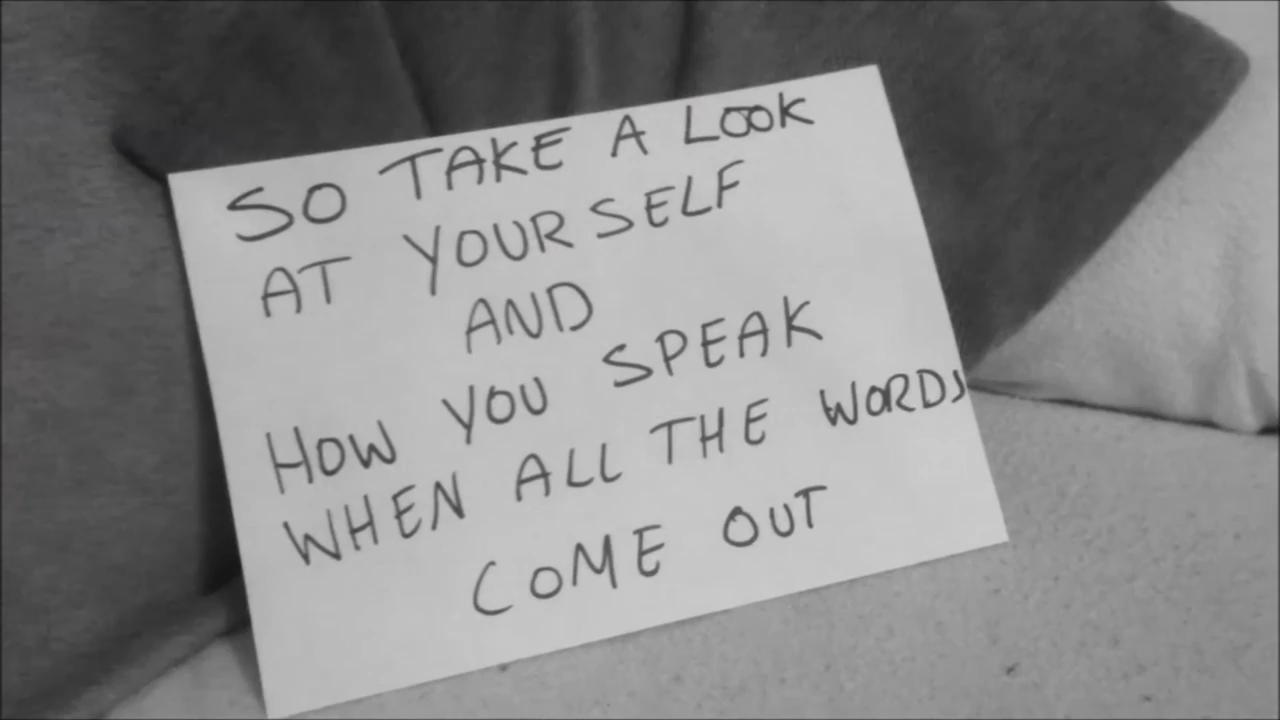 SO TAKE A LOOK
AT YOURSELF
AND
HOW YOU SPEAK
WHEN ALL THE WORDS
COME OUT